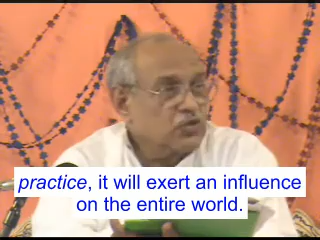 practice, it will exert an influence
on the entire world.